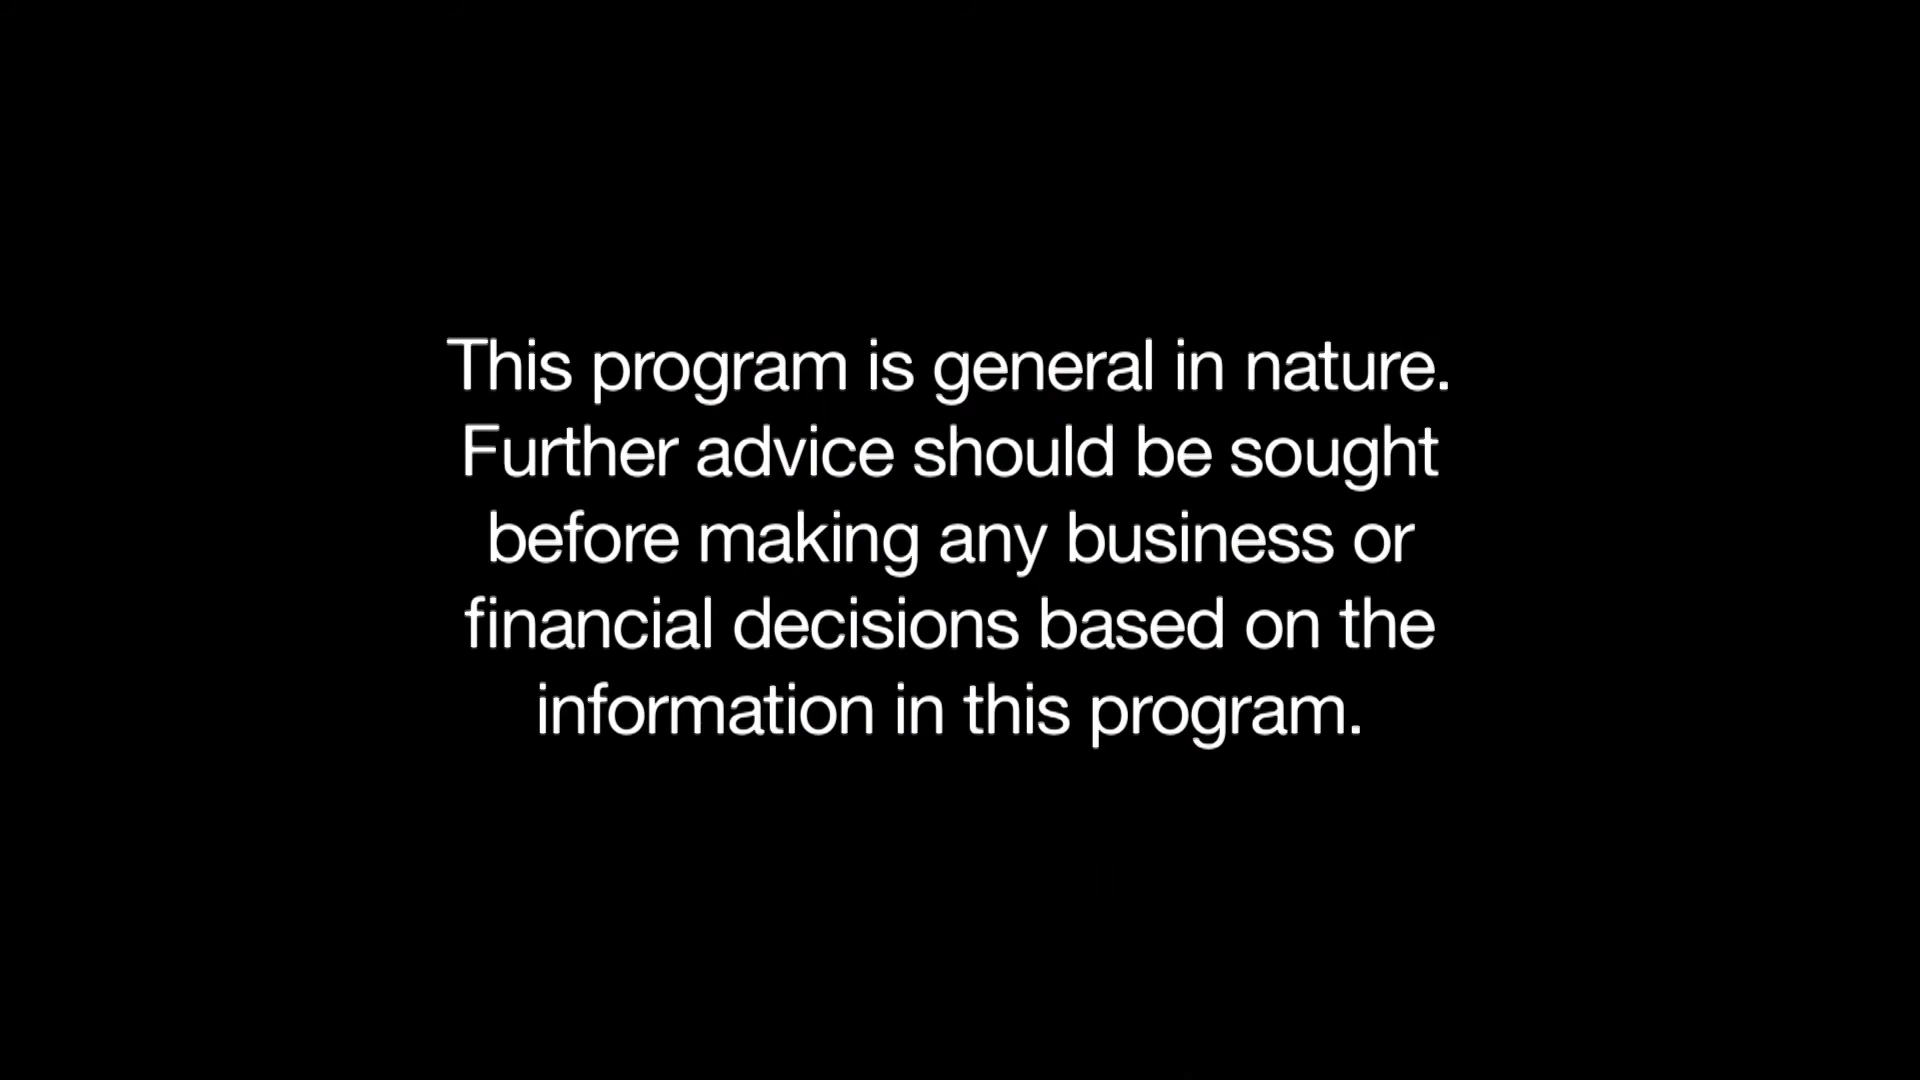 This program is general in nature.
Further advice should be sought
before making any business or
financial decisions based on the
information in this program.